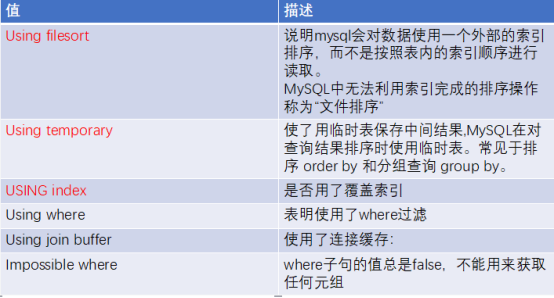 值 描述
Using filesort 说明mysql会对数据使用一个外部的索引
排序，而不是按照表内的索引顺序进行
读取。
MySQL中无法利用索引完成的排序操作
称为“文件排序”
Using temporary 使了用临时表保存中间结果,MySQL在对
查询结果排序时使用临时表。常见于排
序 order by 和分组查询 group by。
USING index 是否用了覆盖索引
Using where 表明使用了where过滤
Using join buffer 使用了连接缓存：
Impossible where where子句的值总是false，不能用来获取
任何元组